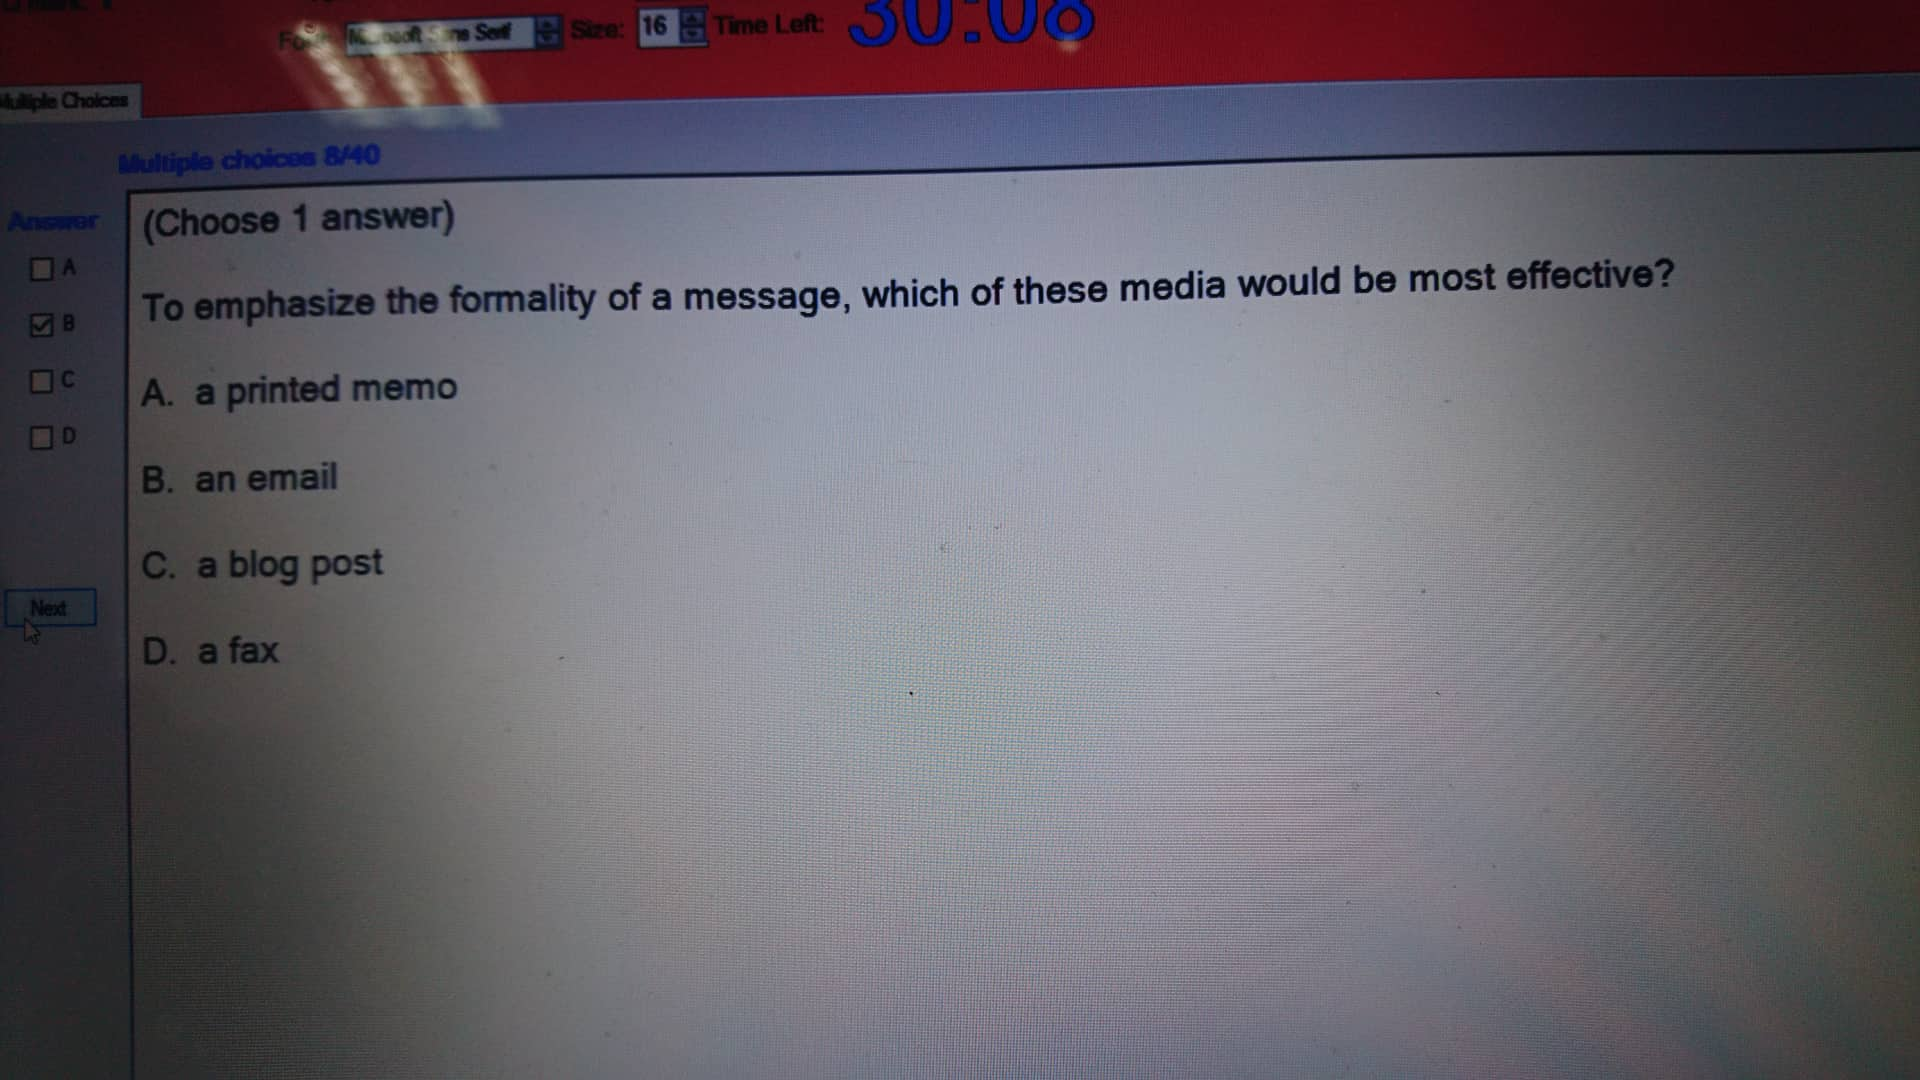 Microsoft Sans Serif Size: 16 Time Left: 30:08
Multiple Choices
Multiple choices 8/40
Answer
(Choose 1 answer)
A
To emphasize the formality of a message, which of these media would be most effective?
B
C
A. a printed memo
D
B. an email
C. a blog post
Next
D. a fax